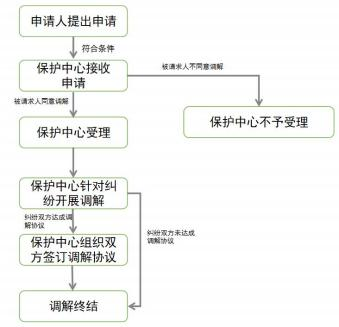 申请人提出申请
符合条件
保护中心接收
申请
被请求人不同意调解
被请求人同意调解
保护中心受理
保护中心不予受理
保护中心针对纠
纷开展调解
纠纷双方达成调
解协议
纠纷双方未达成
调解协议
保护中心组织双
方签订调解协议
调解终结